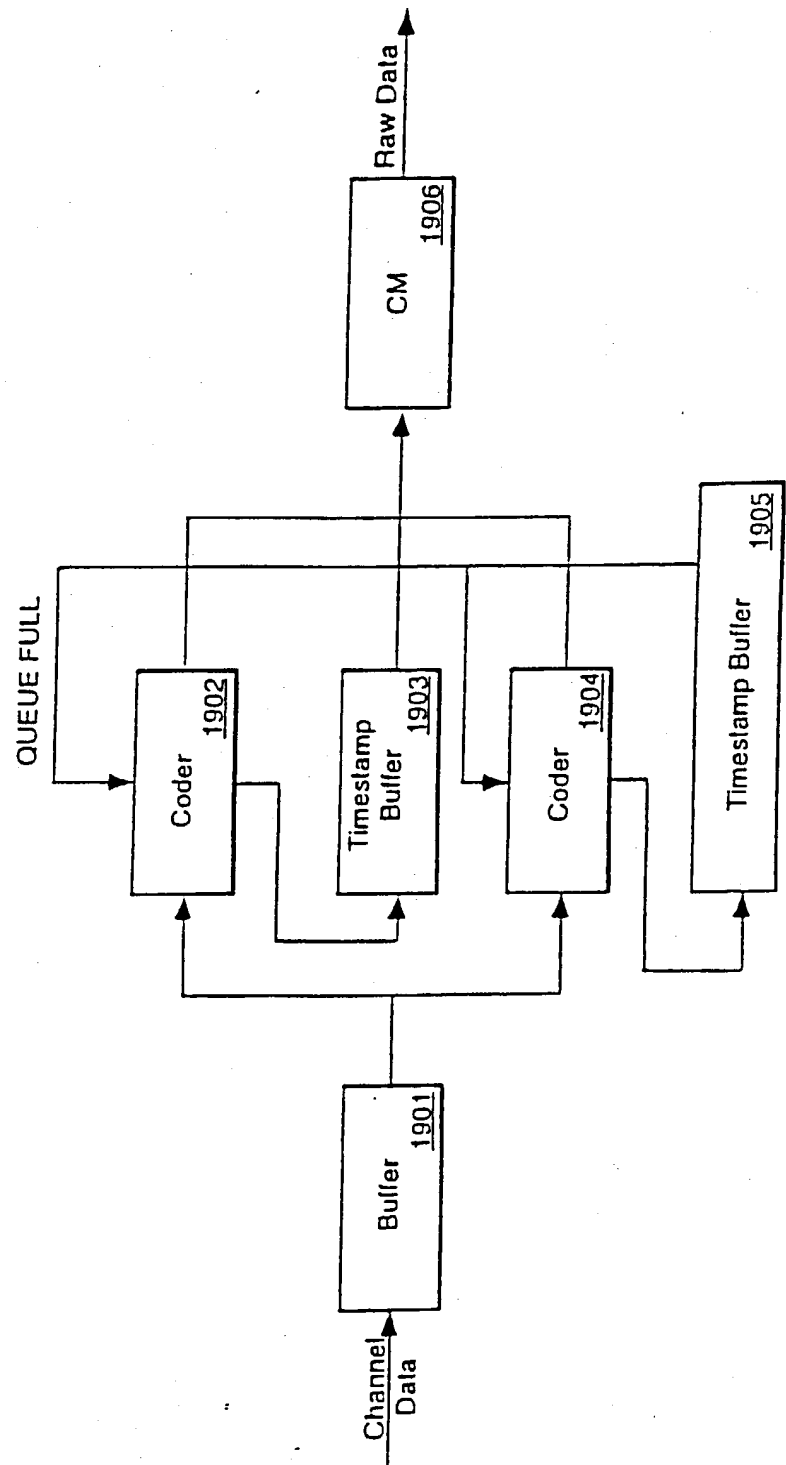 Channel
Data
Buffer
1901
QUEUE FULL
Coder
1902
Timestamp
Buffer
1903
Coder
1904
Timestamp Buffer
1905
CM
1906
Raw Data